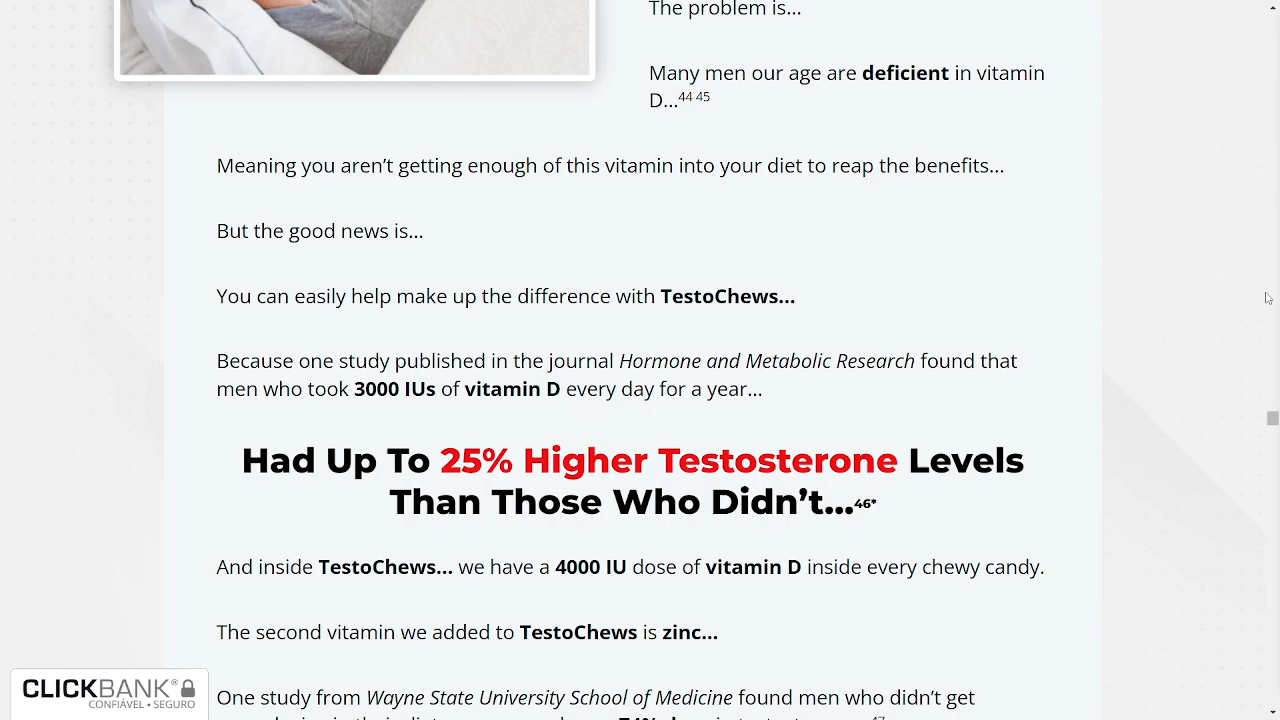 The problem is...
Many men our age are deficient in vitamin
D...44 45
Meaning you aren't getting enough of this vitamin into your diet to reap the benefits...
But the good news is...
You can easily help make up the difference with TestoChews...
Because one study published in the journal Hormone and Metabolic Research found that
men who took 3000 IUs of vitamin D every day for a year...
Had Up To 25% Higher Testosterone Levels
Than Those Who Didn't...46*
And inside TestoChews... we have a 4000 IU dose of vitamin D inside every chewy candy.
The second vitamin we added to TestoChews is zinc...
One study from Wayne State University School of Medicine found men who didn't get
CLICKBANK®
CONFIÁVEL • SEGURO